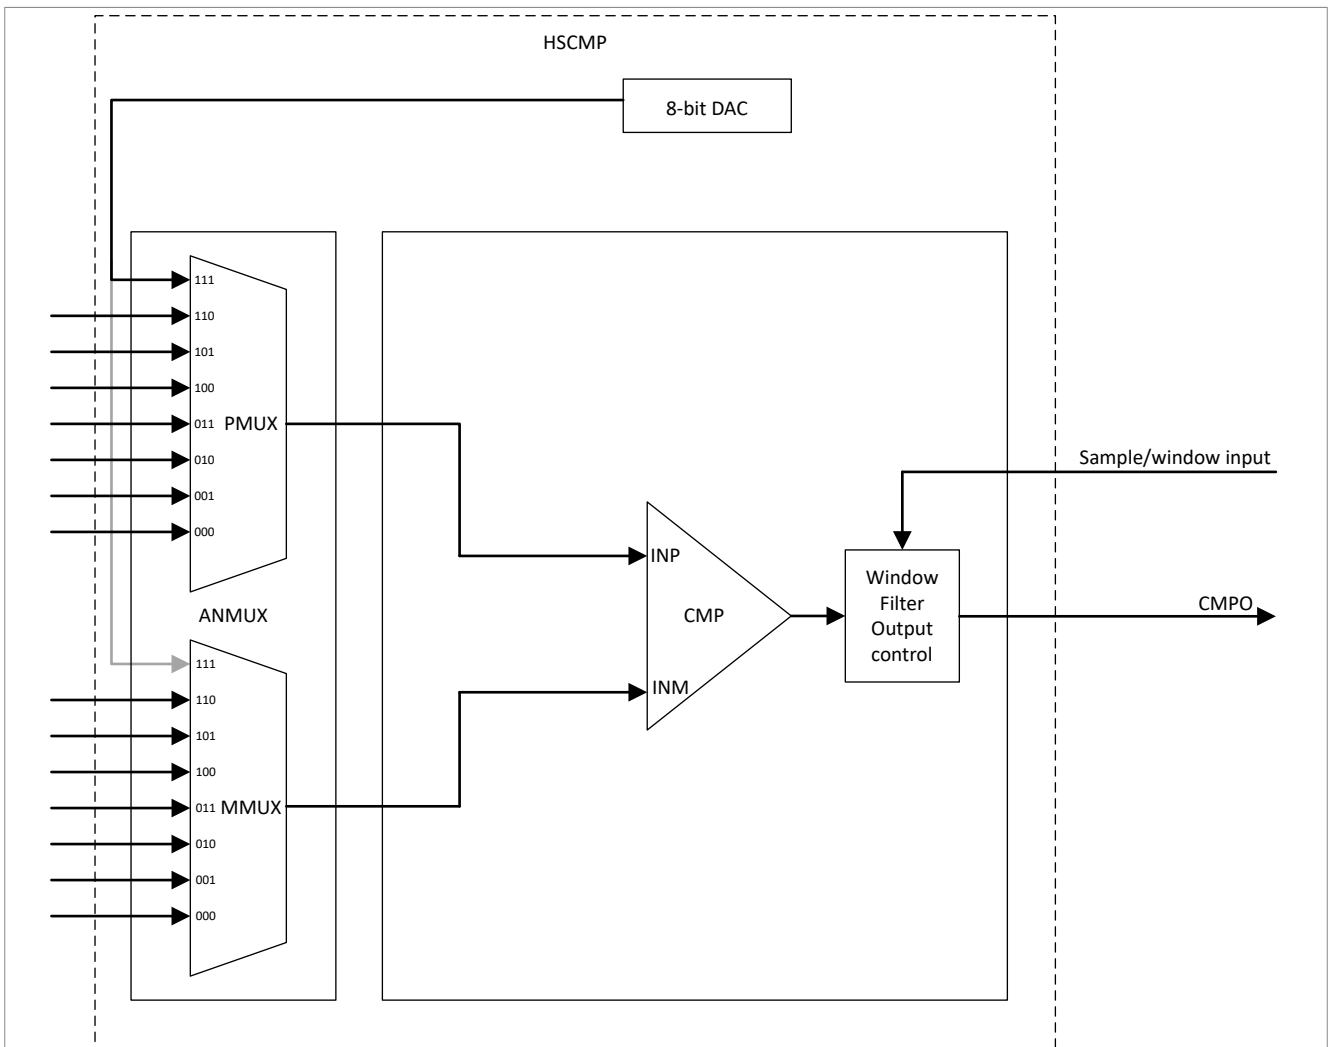 HSCMP
8-bit DAC
111
110
101
100
011 PMUX
010
001
000
ANMUX
111
110
101
100
011 MMUX
010
001
000
INP
CMP
INM
Sample/window input
Window
Filter
Output
control
CMPO